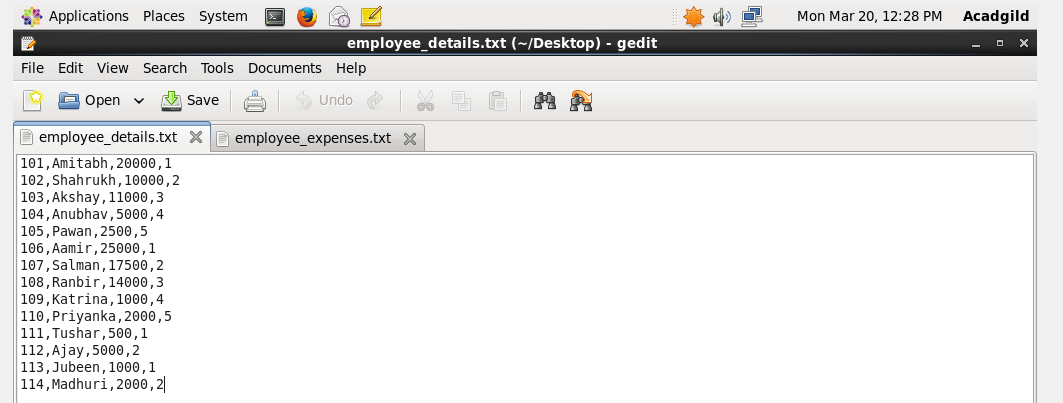 Applications Places System Mon Mar 20, 12:28 PM Acadgild
employee_details.txt (~/Desktop) - gedit
File Edit View Search Tools Documents Help
Open Save Undo
employee_details.txt employee_expenses.txt
101,Amitabh,20000,1
102,Shahrukh,10000,2
103,Akshay,11000,3
104,Anubhav,5000,4
105,Pawan,2500,5
106,Aamir,25000,1
107,Salman,17500,2
108,Ranbir,14000,3
109,Katrina,1000,4
110,Priyanka,2000,5
111,Tushar,500,1
112,Ajay,5000,2
113,Jubeen,1000,1
114,Madhuri,2000,2